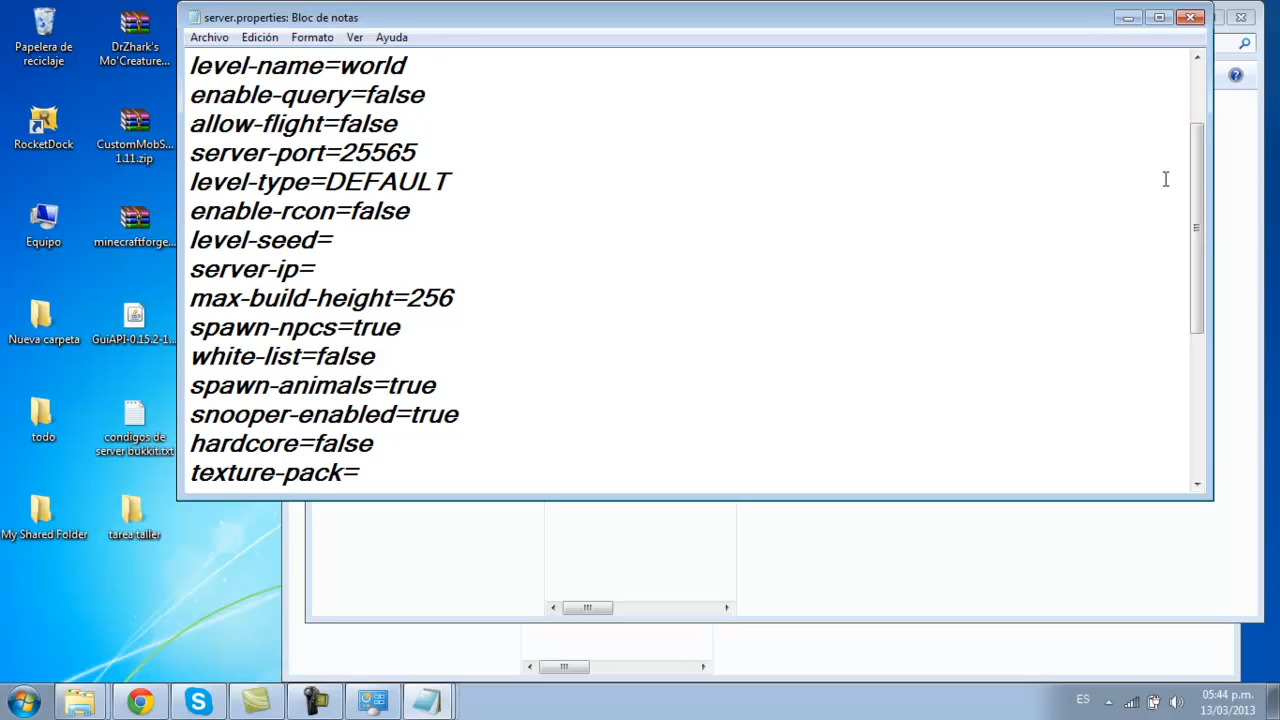 server.properties: Bloc de notas
Archivo Edición Formato Ver Ayuda
level-name=world
enable-query=false
allow-flight=false
server-port=25565
level-type=DEFAULT
enable-rcon=false
level-seed=
server-ip=
max-build-height=256
spawn-npcs=true
white-list=false
spawn-animals=true
snooper-enabled=true
hardcore=false
texture-pack=
Papelera de
reciclaje
DrZhark's
Mo'Creature...
RocketDock
CustomMobS...
1.11.zip
Equipo
minecraftforge...
Nueva carpeta
GuiAPI-0.15.2-1...
todo
condigos de
server bukkit.txt
My Shared Folder
tarea taller
ES
05:44 p.m.
13/03/2013